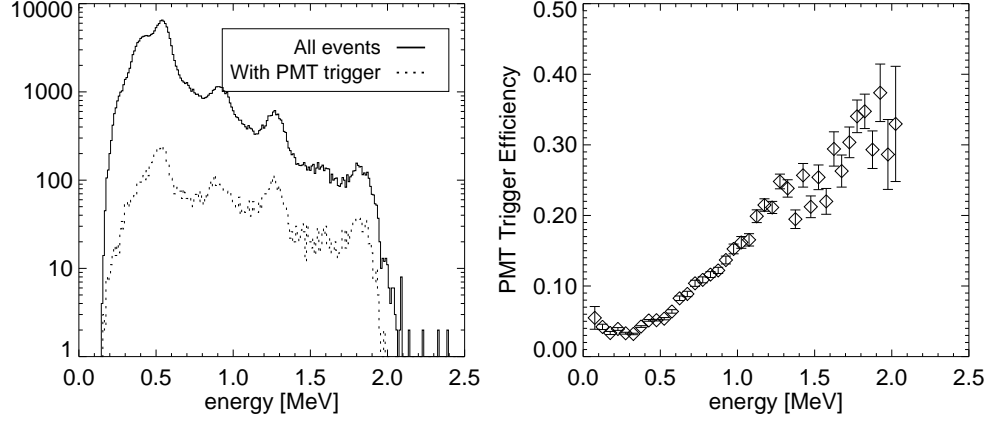 10000
1000
100
10
1
All events
With PMT trigger
0.0 0.5 1.0 1.5 2.0 2.5
energy [MeV]
0.50
0.40
0.30
0.20
0.10
0.00
PMT Trigger Efficiency
0.0 0.5 1.0 1.5 2.0 2.5
energy [MeV]